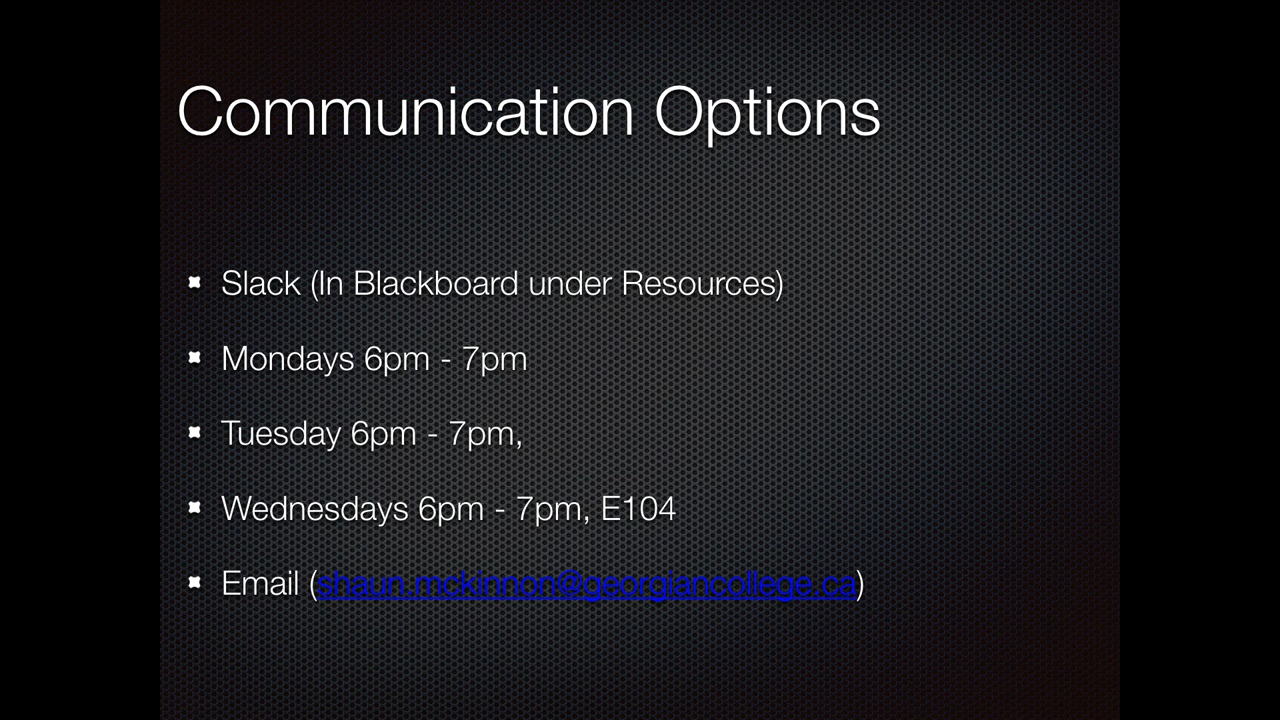 Communication Options
Slack (In Blackboard under Resources)
Mondays 6pm - 7pm
Tuesday 6pm - 7pm,
Wednesdays 6pm - 7pm, E104
Email (shaun.mckinnon@georgiancollege.ca)